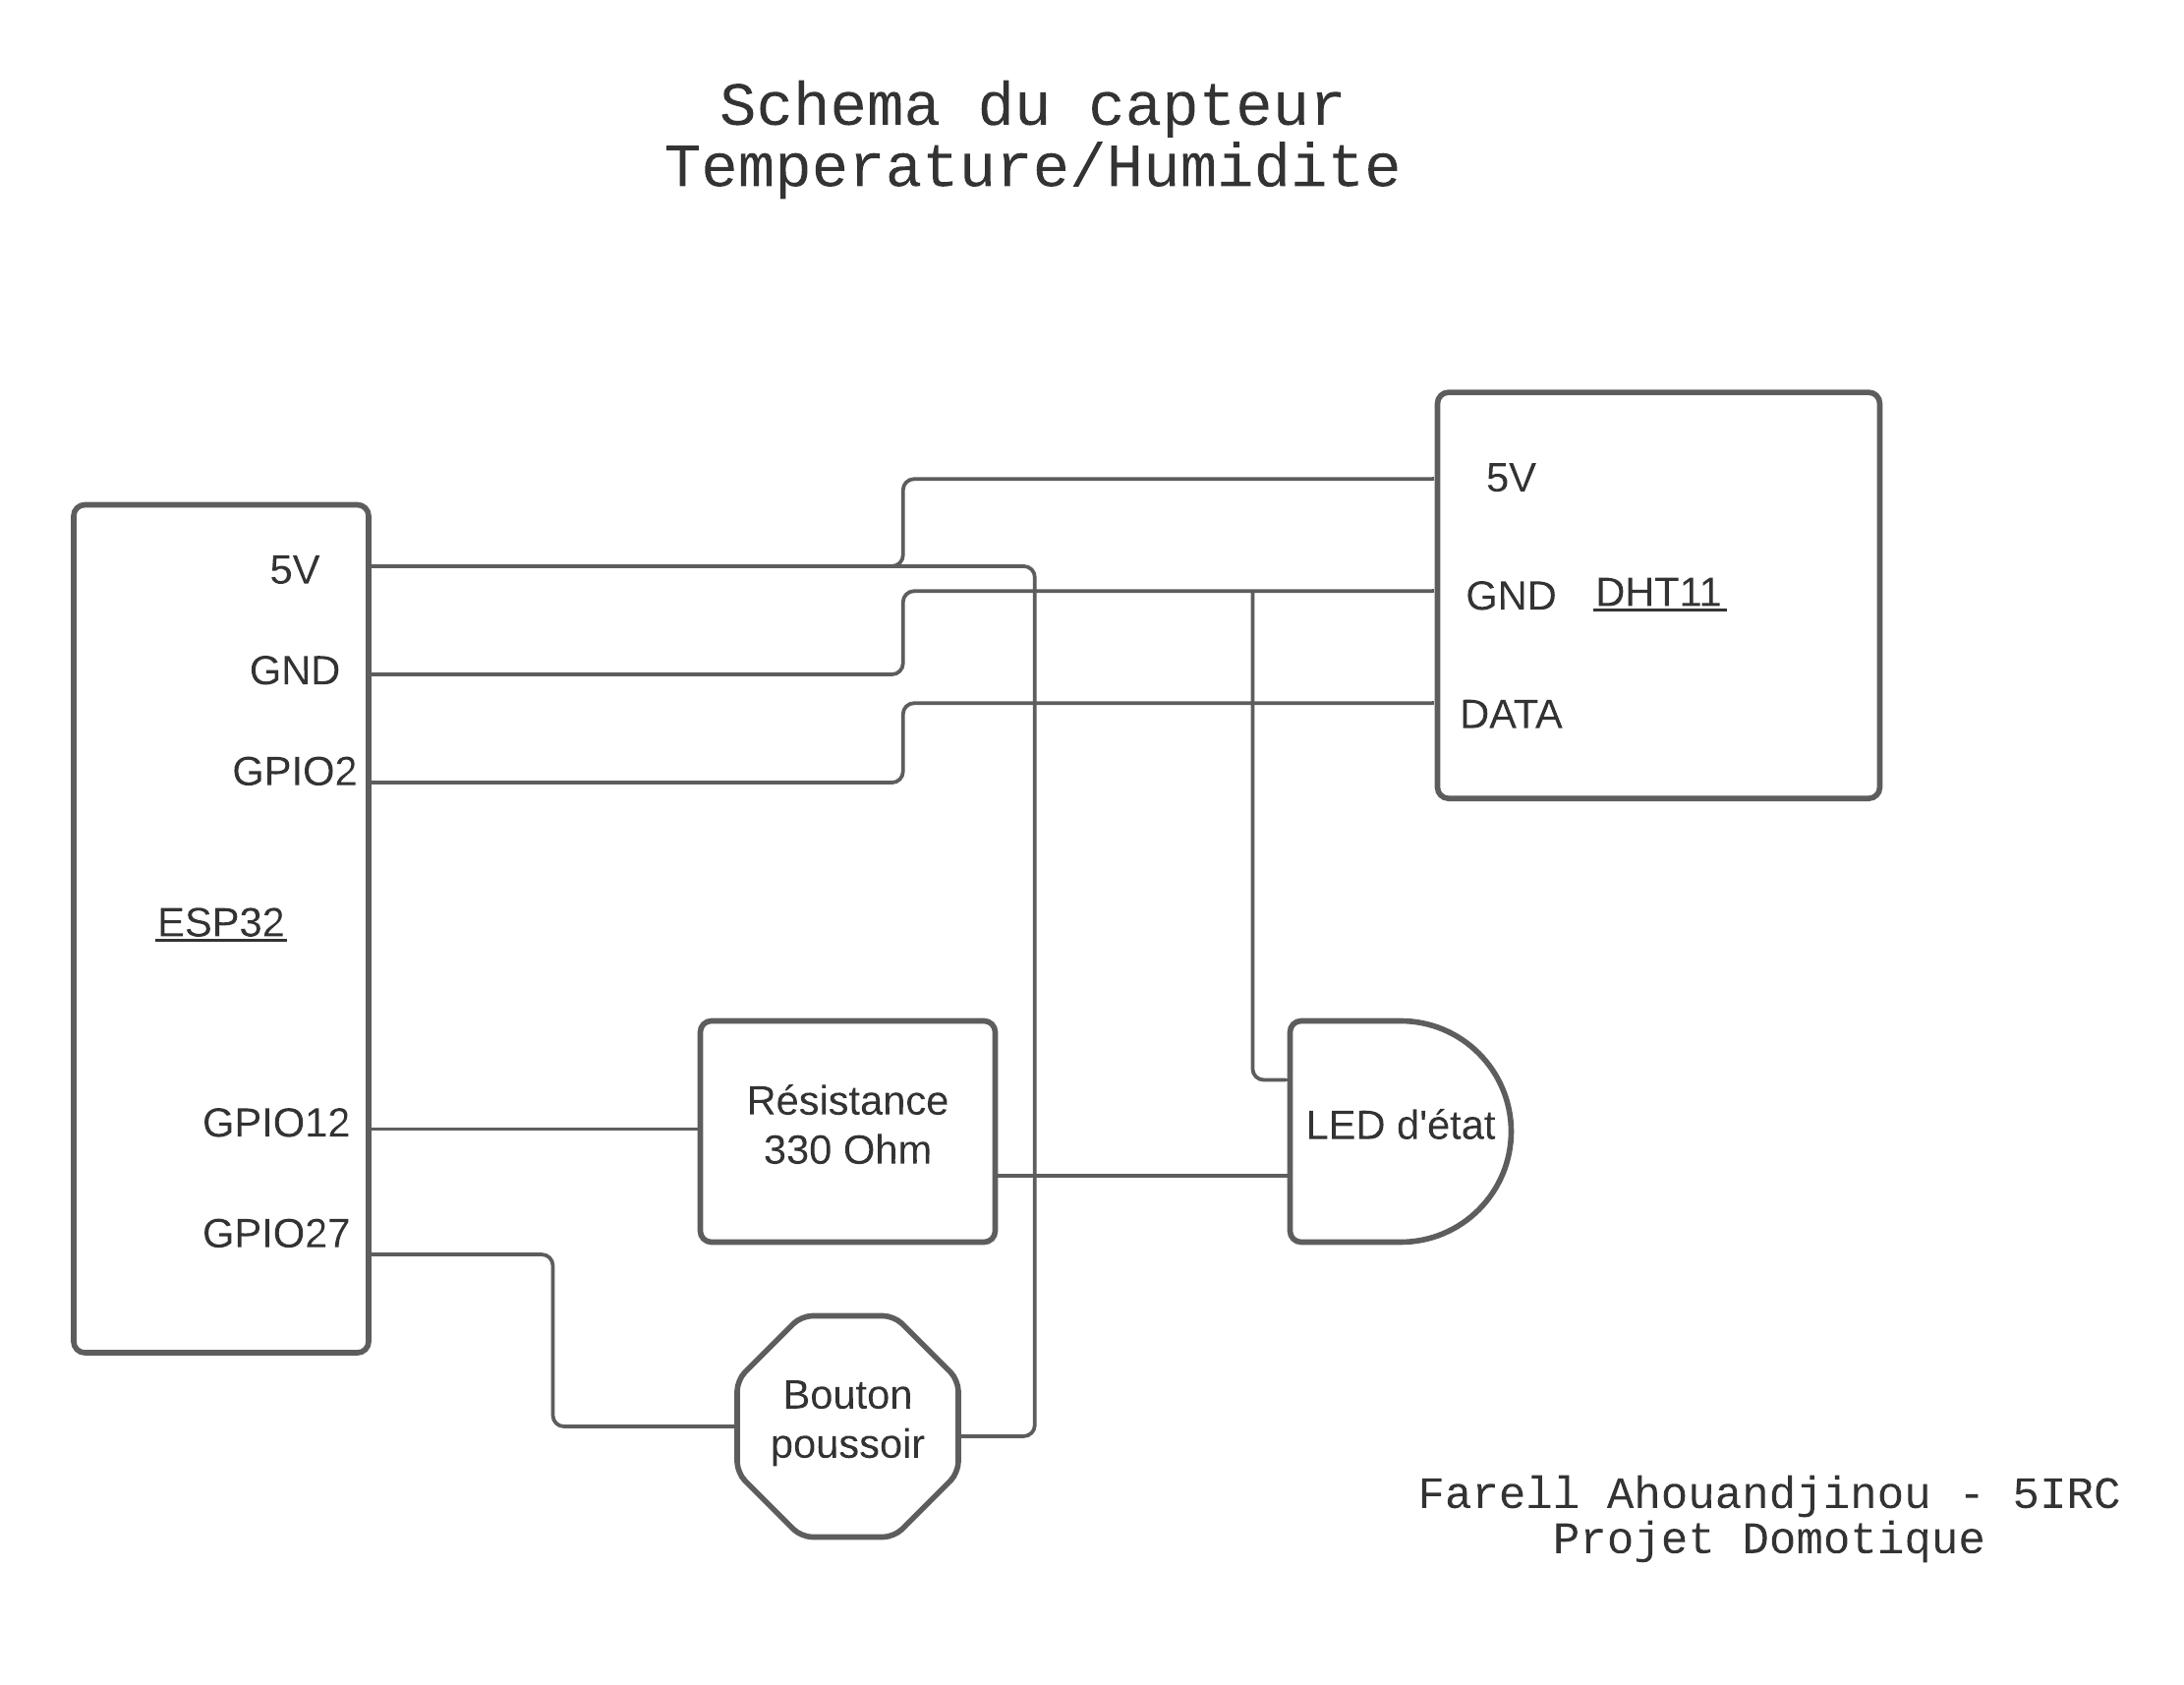 Schema du capteur
Temperature/Humidite
5V
GND
GPIO2
ESP32
GPIO12
GPIO27
5V
GND
DHT11
DATA
Résistance
330 Ohm
LED d'état
Bouton
poussoir
Farell Ahouandjinou - 5IRC
Projet Domotique